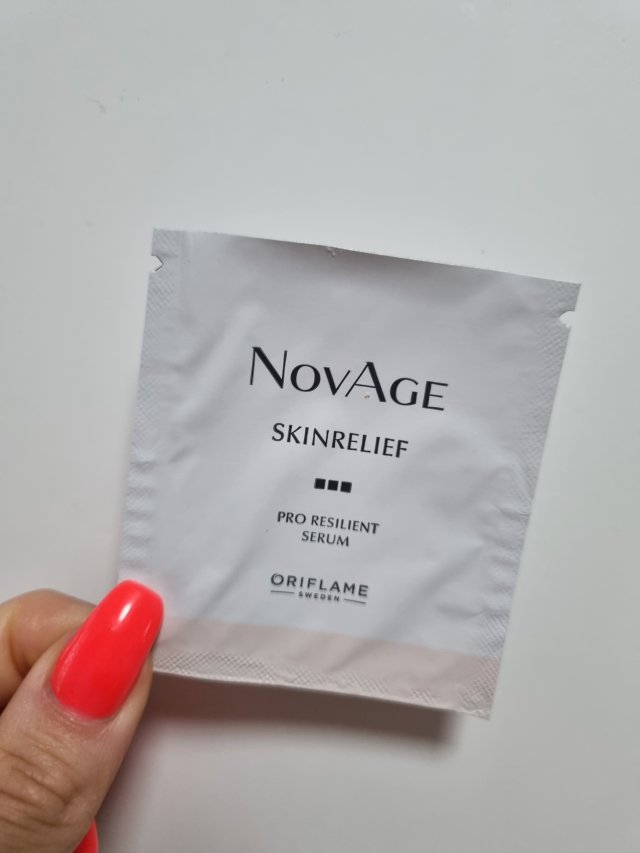 NovAge
SKINRELIEF
PRO RESILIENT
SERUM
ORIFLAME
SWEDEN